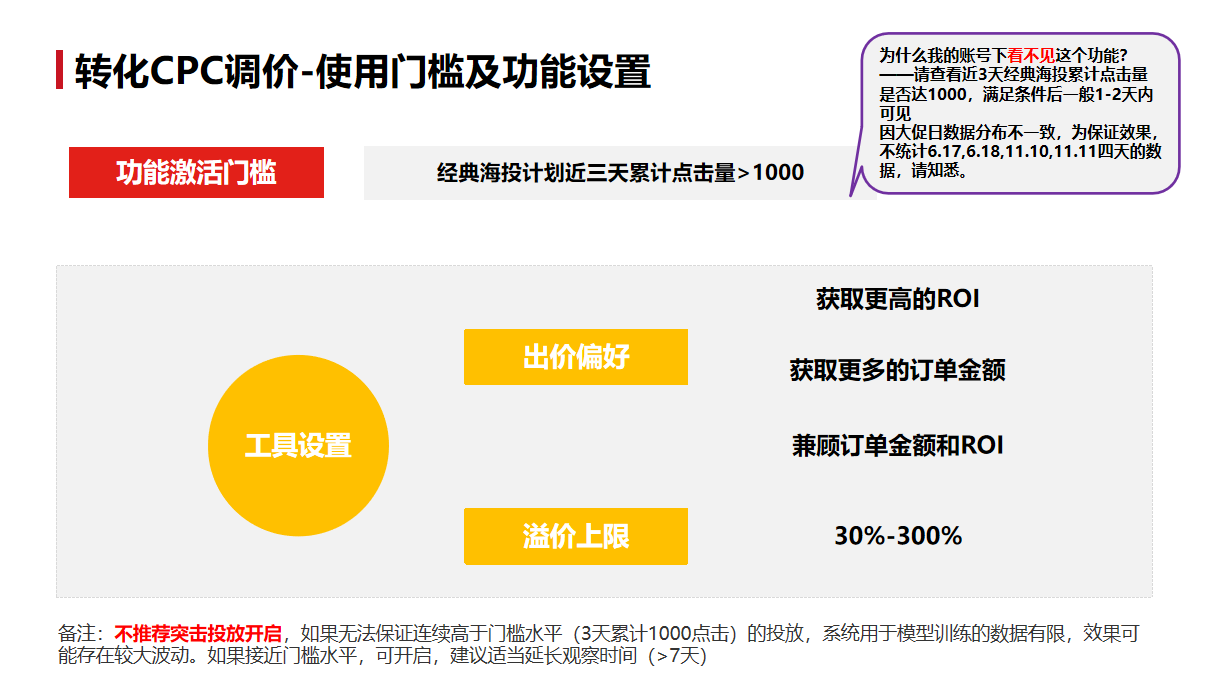 转化CPC调价-使用门槛及功能设置
为什么我的账号下看不见这个功能？
——请查看近3天经典海投累计点击量
是否达1000，满足条件后一般1-2天内
可见
因大促日数据分布不一致，为保证效果，
不统计6.17,6.18,11.10,11.11四天的数
据，请知悉。
功能激活门槛
经典海投计划近三天累计点击量>1000
获取更高的ROI
出价偏好
获取更多的订单金额
工具设置
兼顾订单金额和ROI
溢价上限
30%-300%
备注：不推荐突击投放开启，如果无法保证连续高于门槛水平（3天累计1000点击）的投放，系统用于模型训练的数据有限，效果可
能存在较大波动。如果接近门槛水平，可开启，建议适当延长观察时间（>7天）